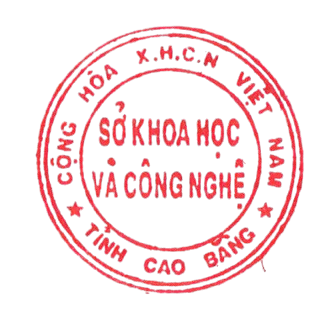 CỘNG HÒA X.H.C.N VIỆT NAM
SỞ KHOA HỌC
VÀ CÔNG NGHỆ
★ TỈNH CAO BẰNG ★